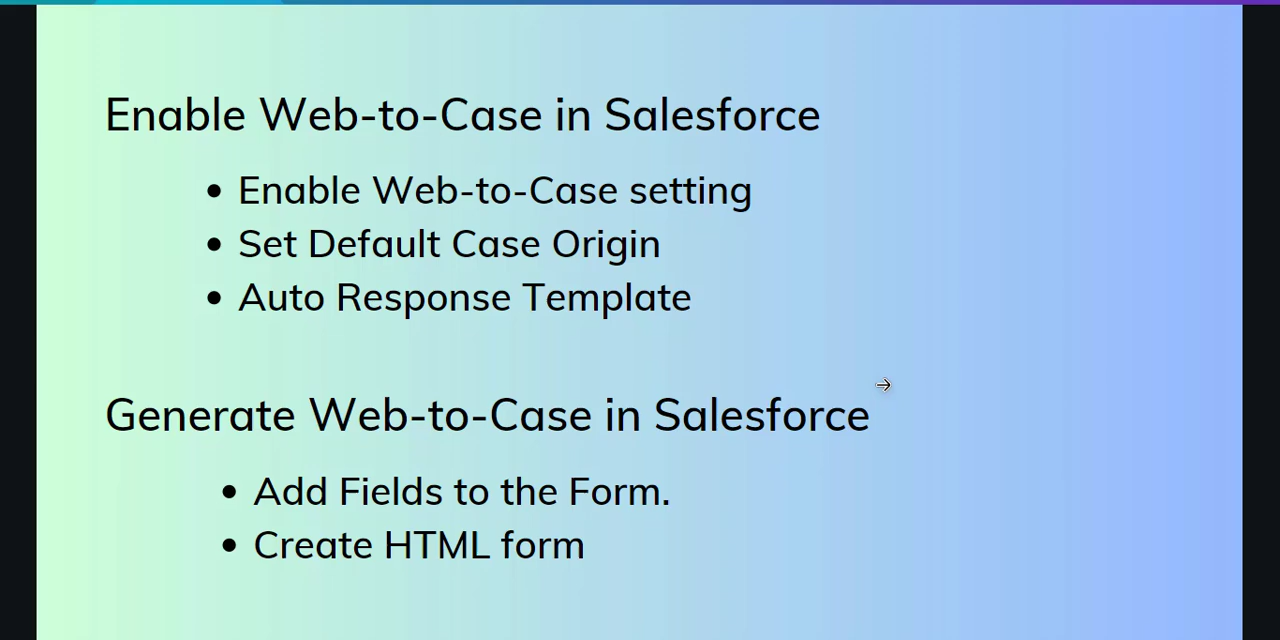 Enable Web-to-Case in Salesforce
• Enable Web-to-Case setting
• Set Default Case Origin
• Auto Response Template
Generate Web-to-Case in Salesforce
• Add Fields to the Form.
• Create HTML form